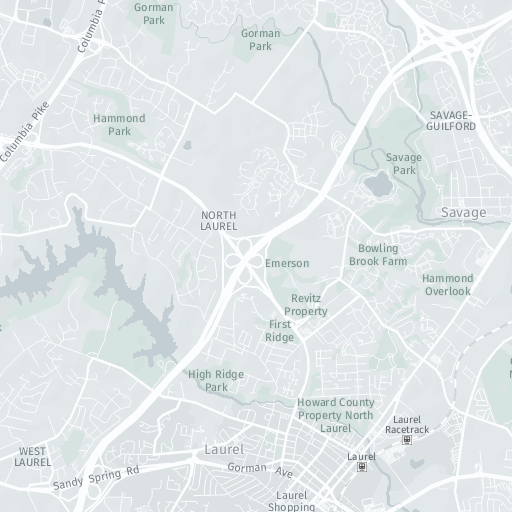 Gorman
Park
Columbia P
Gorman
Park
Columbia Pike
Hammond
Park
SAVAGE-
GUILFORD
Savage
Park
NORTH
LAUREL
Savage
Bowling
Brook Farm
Emerson
Hammond
Overlook
Revitz
Property
First
Ridge
High Ridge
Park
Howard County
Property North
Laurel
Laurel
Racetrack
WEST
LAUREL
Laurel
Laurel
Gorman Ave
Sandy Spring Rd
Laurel
Shopping